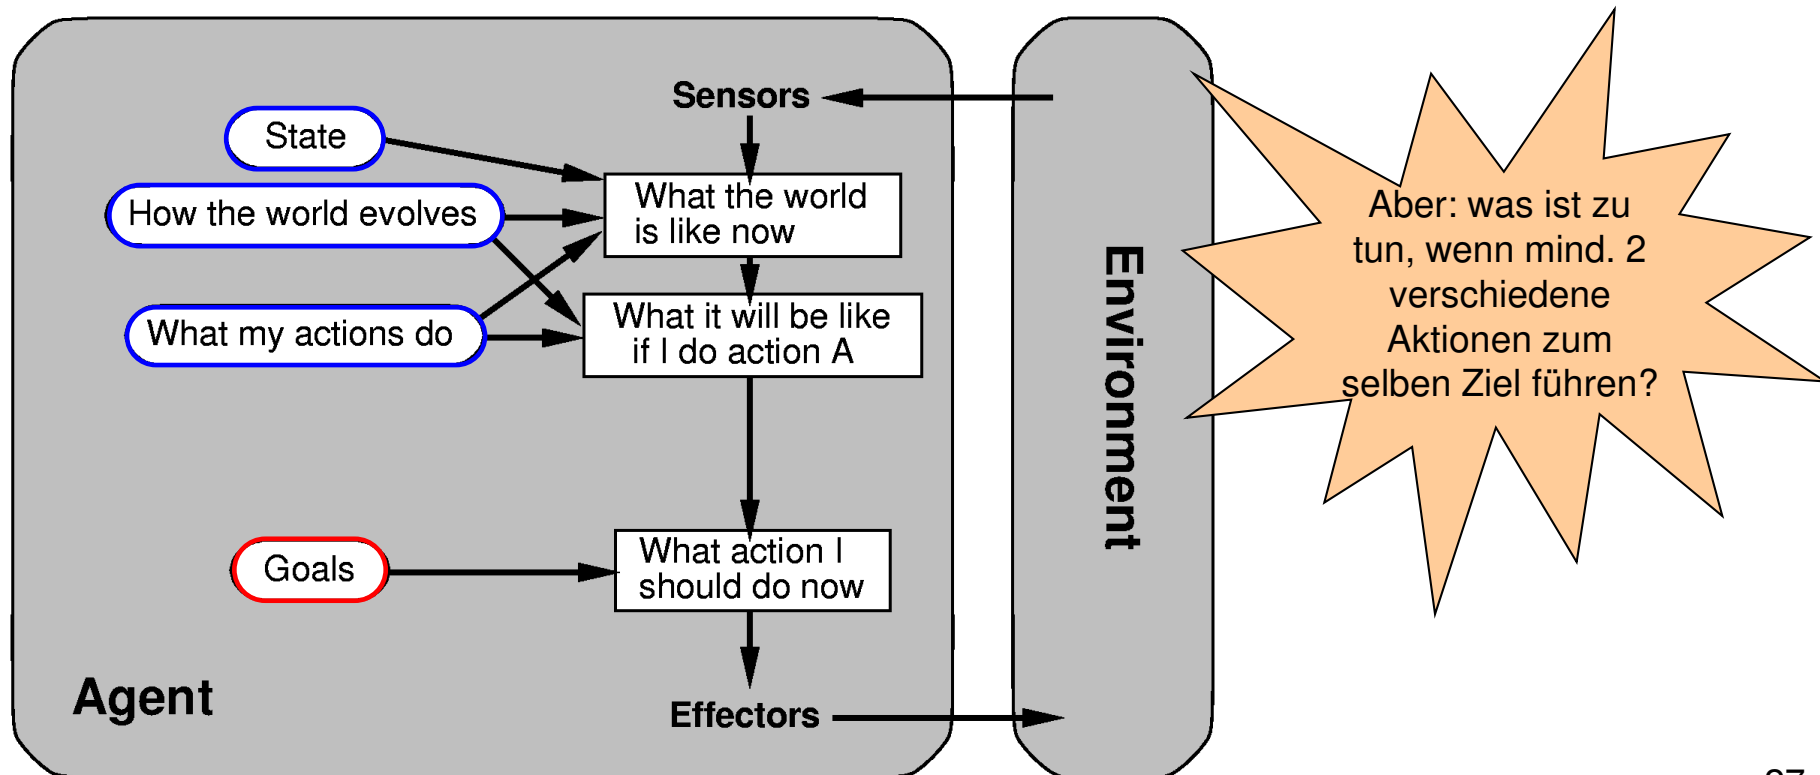 Sensors
State
What the world
is like now
How the world evolves
What it will be like
if I do action A
What my actions do
Goals
What action I
should do now
Agent
Effectors
Environment
Aber: was ist zu
tun, wenn mind. 2
verschiedene
Aktionen zum
selben Ziel führen?